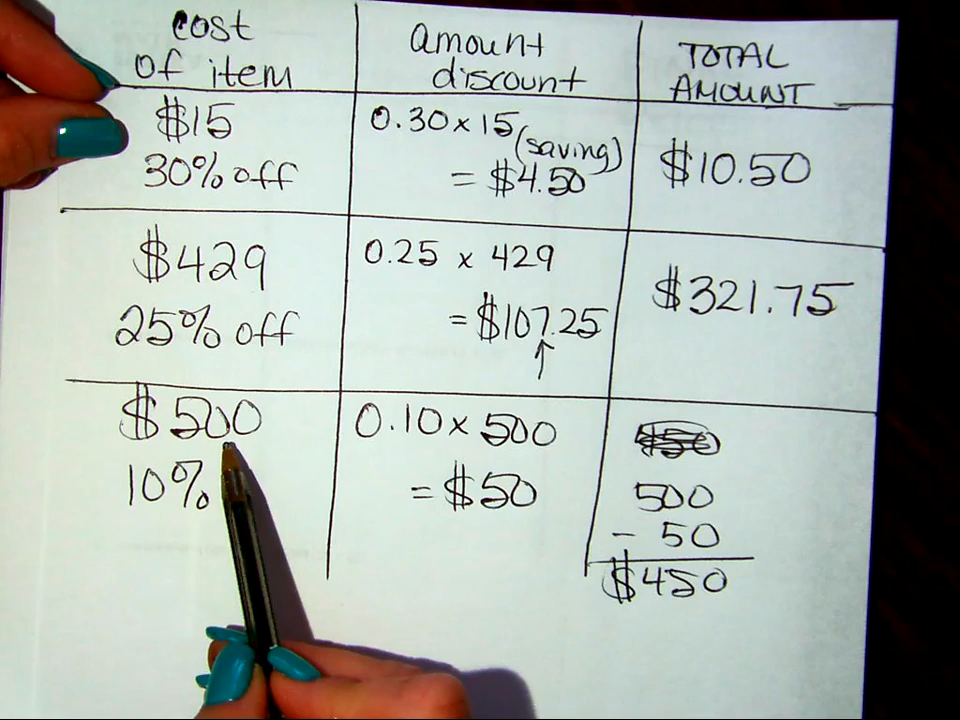 cost
of item
amount
discount
TOTAL
AMOUNT
$15
30% off
0.30 x 15 (saving)
= $4.50
$10.50
$429
25% off
0.25 x 429
= $107.25
$321.75
$500
10%
0.10 x 500
= $50
500
- 50
$450